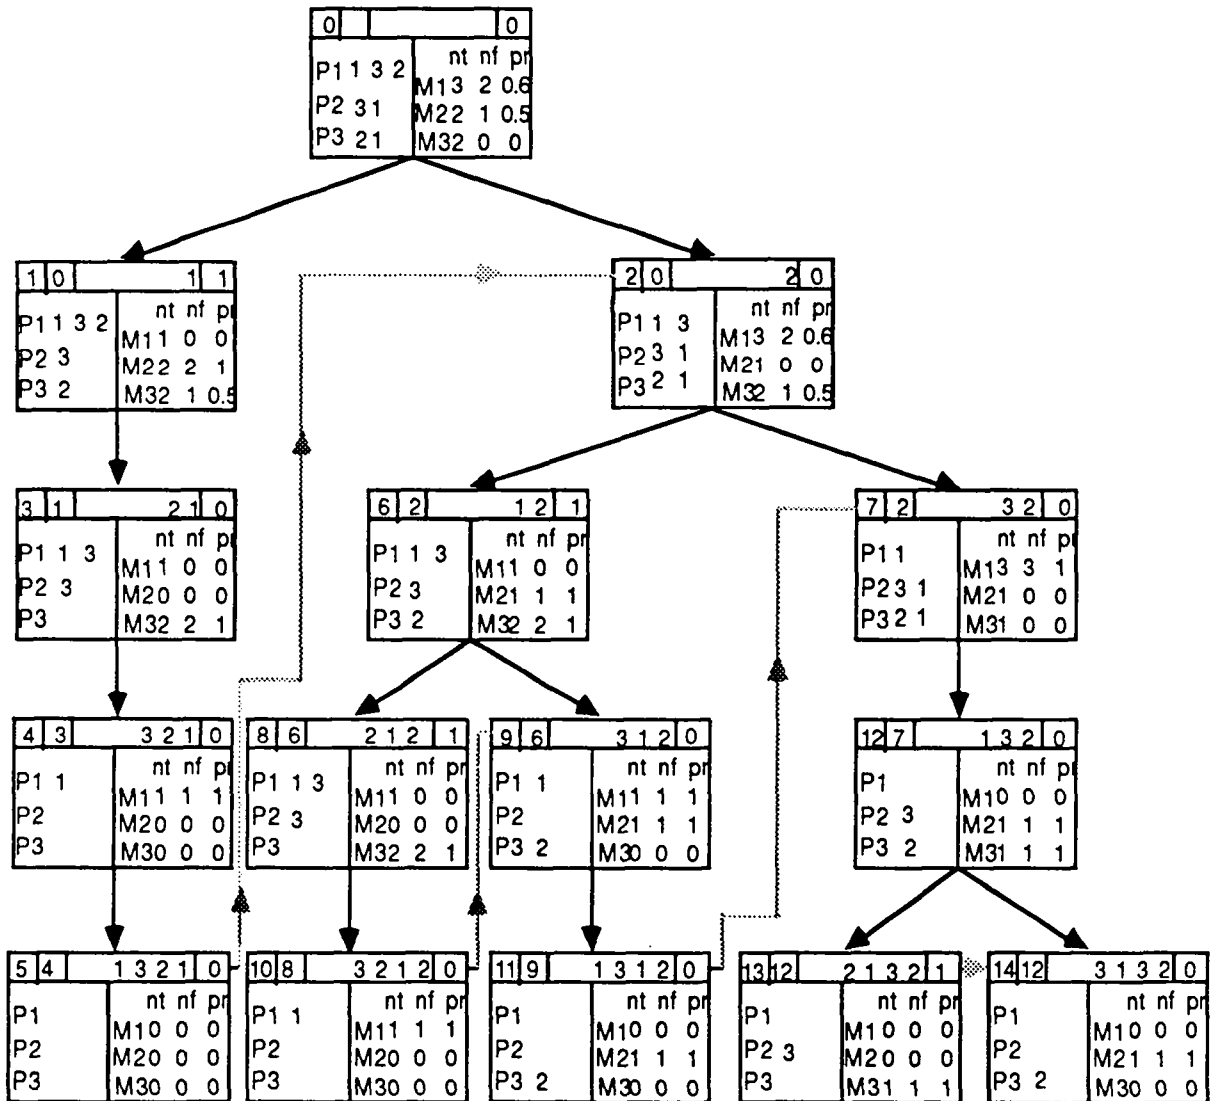 0 0
nt nf pr
P1 1 3 2 M1 3 2 0.6
P2 3 1 M2 2 1 0.5
P3 2 1 M3 2 0 0
1 0 1 1
nt nf pr
P1 1 3 2 M1 1 0 0
P2 3 M2 2 2 1
P3 2 M3 2 1 0.5
2 0 2 0
nt nf pr
P1 1 3 M1 3 2 0.6
P2 3 1 M2 1 0 0
P3 2 1 M3 2 1 0.5
3 1 2 1 0
nt nf pr
P1 1 3 M1 1 0 0
P2 3 M2 0 0 0
P3 M3 2 2 1
6 2 1 2 1
nt nf pr
P1 1 3 M1 1 0 0
P2 3 M2 1 1 1
P3 2 M3 2 2 1
7 2 3 2 0
nt nf pr
P1 1 M1 3 3 1
P2 3 1 M2 1 0 0
P3 2 1 M3 1 0 0
4 3 3 2 1 0
nt nf pr
P1 1 M1 1 1 1
P2 M2 0 0 0
P3 M3 0 0 0
8 6 2 1 2 1
nt nf pr
P1 1 3 M1 1 0 0
P2 3 M2 0 0 0
P3 M3 2 2 1
9 6 3 1 2 0
nt nf pr
P1 1 M1 1 1 1
P2 M2 1 1 1
P3 2 M3 0 0 0
12 7 1 3 2 0
nt nf pr
P1 M1 0 0 0
P2 3 M2 1 1 1
P3 2 M3 1 1 1
5 4 1 3 2 1 0
nt nf pr
P1 M1 0 0 0
P2 M2 0 0 0
P3 M3 0 0 0
10 8 3 2 1 2 0
nt nf pr
P1 1 M1 1 1 1
P2 M2 0 0 0
P3 M3 0 0 0
11 9 1 3 1 2 0
nt nf pr
P1 M1 0 0 0
P2 M2 1 1 1
P3 2 M3 0 0 0
13 12 2 1 3 2 1
nt nf pr
P1 M1 0 0 0
P2 3 M2 0 0 0
P3 M3 1 1 1
14 12 3 1 3 2 0
nt nf pr
P1 M1 0 0 0
P2 M2 1 1 1
P3 2 M3 0 0 0